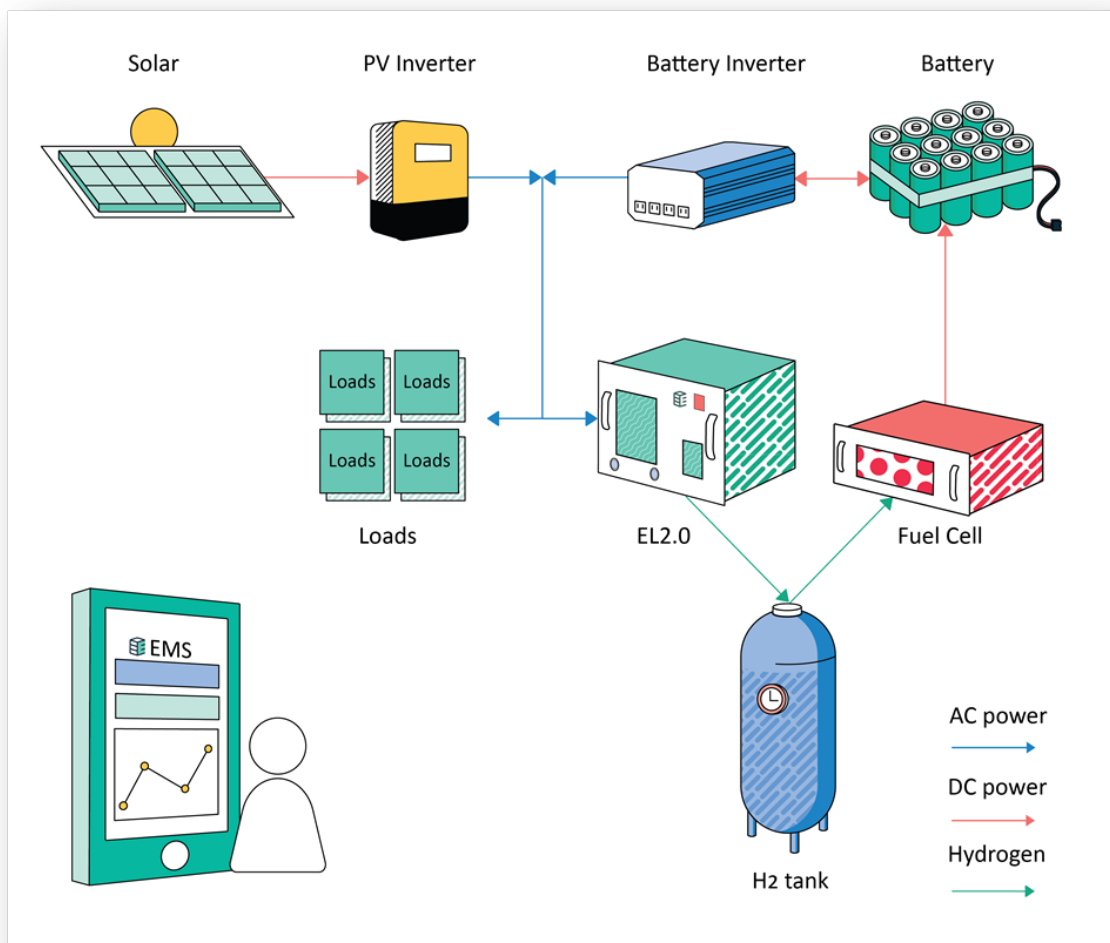 Solar
PV Inverter
Battery Inverter
Battery
Loads
Loads
Loads
Loads
Loads
EL2.0
Fuel Cell
EMS
AC power
DC power
Hydrogen
H2 tank